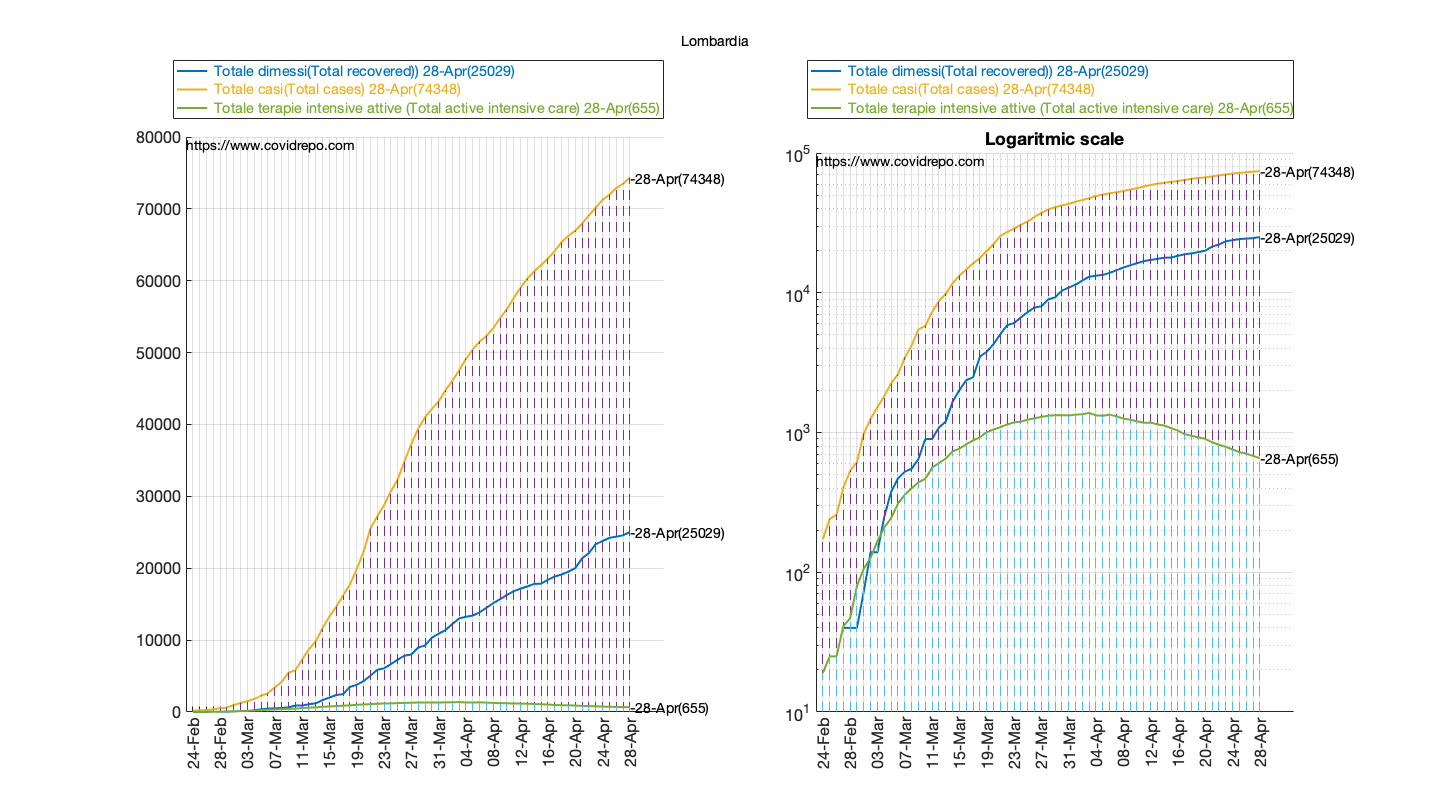 Lombardia
Totale dimessi(Total recovered)) 28-Apr(25029)
Totale casi(Total cases) 28-Apr(74348)
Totale terapie intensive attive (Total active intensive care) 28-Apr(655)
80000
70000
60000
50000
40000
30000
20000
10000
0
https://www.covidrepo.com
-28-Apr(74348)
-28-Apr(25029)
-28-Apr(655)
24-Feb
28-Feb
03-Mar
07-Mar
11-Mar
15-Mar
19-Mar
23-Mar
27-Mar
31-Mar
04-Apr
08-Apr
12-Apr
16-Apr
20-Apr
24-Apr
28-Apr
Totale dimessi(Total recovered)) 28-Apr(25029)
Totale casi(Total cases) 28-Apr(74348)
Totale terapie intensive attive (Total active intensive care) 28-Apr(655)
Logaritmic scale
10^5
10^4
10^3
10^2
10^1
https://www.covidrepo.com
-28-Apr(74348)
-28-Apr(25029)
-28-Apr(655)
24-Feb
28-Feb
03-Mar
07-Mar
11-Mar
15-Mar
19-Mar
23-Mar
27-Mar
31-Mar
04-Apr
08-Apr
12-Apr
16-Apr
20-Apr
24-Apr
28-Apr